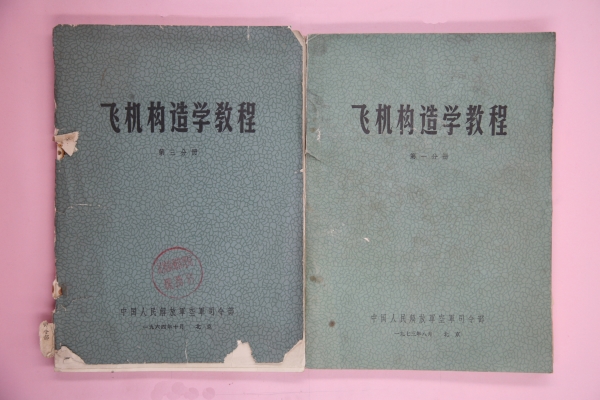 飞机构造学教程
第三分册
中国人民解放军空军司令部
一九六四年十月 北京
飞机构造学教程
第一分册
中国人民解放军空军司令部
一九七三年八月 北京